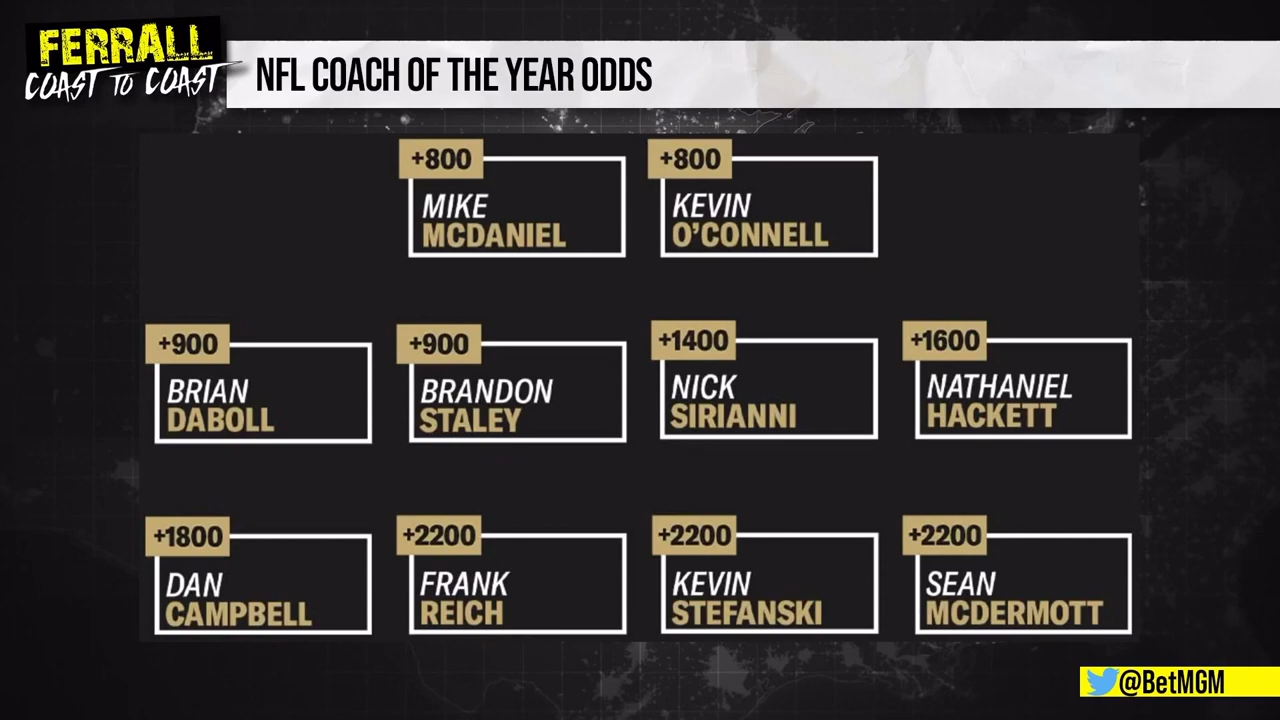 FERRALL
COAST TO COAST
NFL COACH OF THE YEAR ODDS
+800
MIKE
MCDANIEL
+800
KEVIN
O'CONNELL
+900
BRIAN
DABOLL
+900
BRANDON
STALEY
+1400
NICK
SIRIANNI
+1600
NATHANIEL
HACKETT
+1800
DAN
CAMPBELL
+2200
FRANK
REICH
+2200
KEVIN
STEFANSKI
+2200
SEAN
MCDERMOTT
@BetMGM